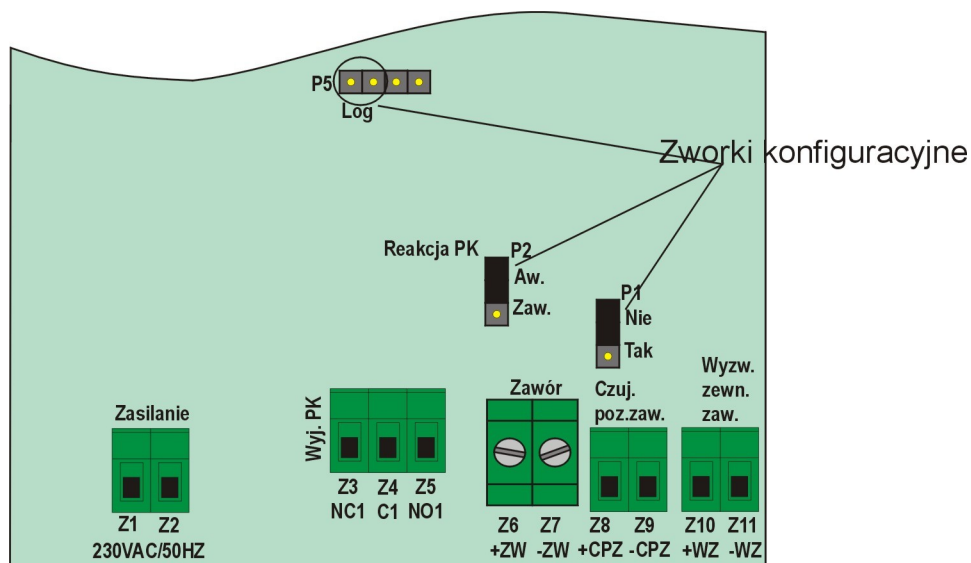 P5
Log
Zworki konfiguracyjne
Reakcja PK P2
Aw.
Zaw.
P1
Nie
Tak
Zasilanie
Z1 Z2
230VAC/50HZ
Wyj. PK
Z3 Z4 Z5
NC1 C1 NO1
Zawór
Z6 Z7
+ZW -ZW
Czuj.
poz.zaw.
Z8 Z9
+CPZ -CPZ
Wyzw.
zewn.
zaw.
Z10 Z11
+WZ -WZ